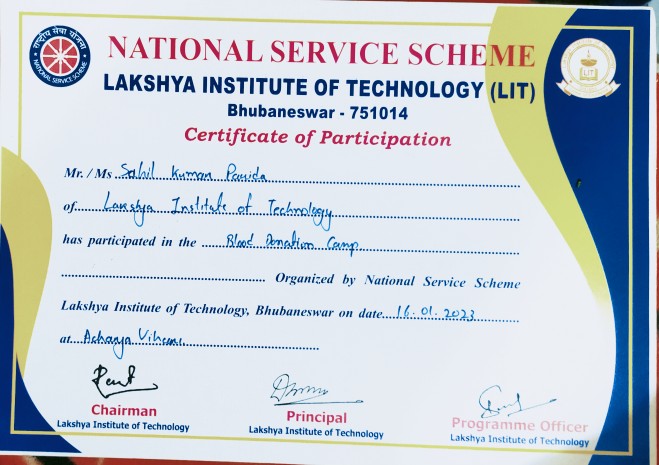 राष्ट्रीय सेवा योजना
NATIONAL SERVICE SCHEME
NATIONAL SERVICE SCHEME
LIT
LAKSHYA INSTITUTE OF TECHNOLOGY (LIT)
Bhubaneswar - 751014
Certificate of Participation
Mr. / Ms. Sahil Kumar Parida
of Lakshya Institute of Technology
has participated in the Blood Donation Camp
Organized by National Service Scheme
Lakshya Institute of Technology, Bhubaneswar on date 16.01.2023
at Acharya Vihar
Chairman
Lakshya Institute of Technology
Principal
Lakshya Institute of Technology
Programme Officer
Lakshya Institute of Technology